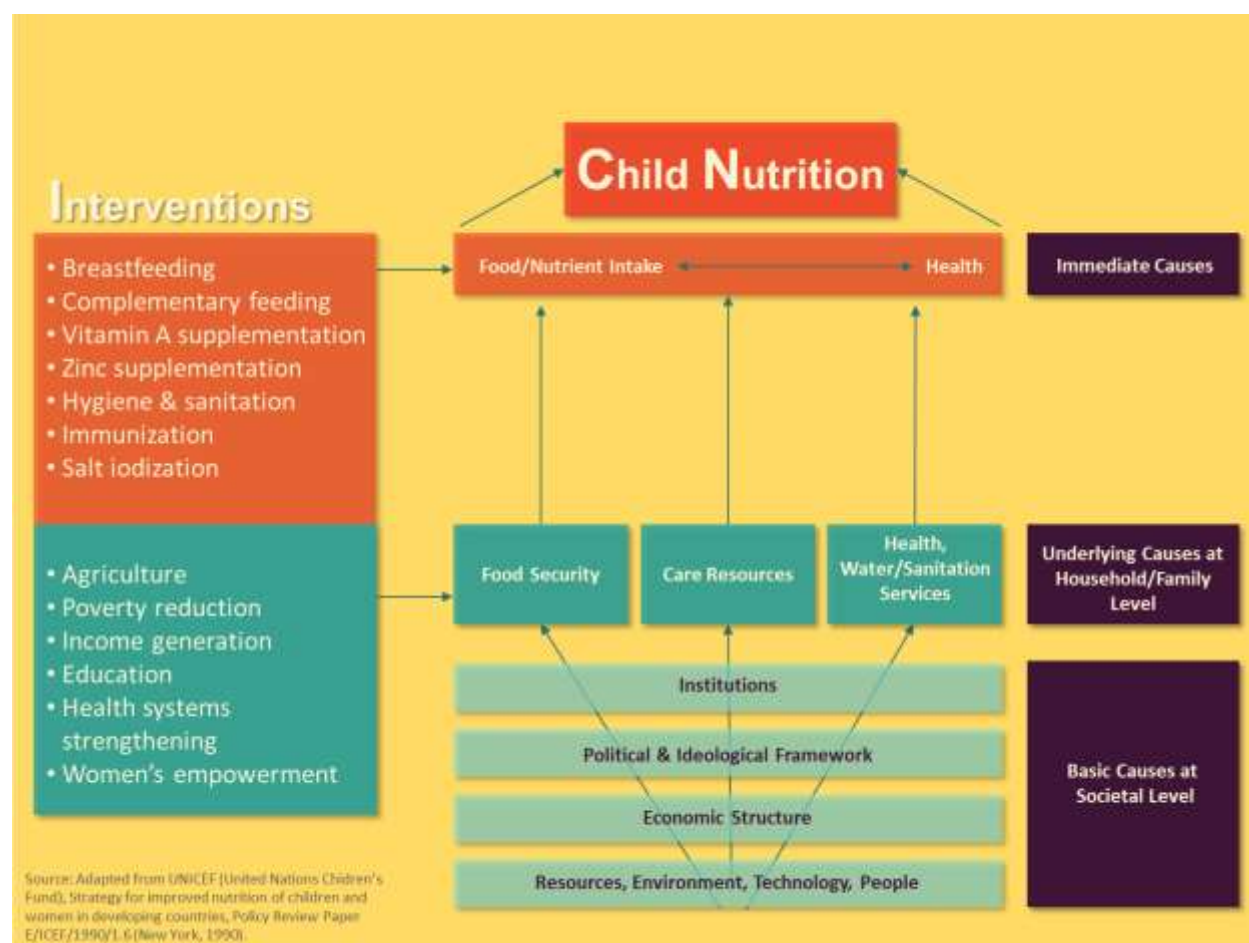 Child Nutrition
Interventions
• Breastfeeding
• Complementary feeding
• Vitamin A supplementation
• Zinc supplementation
• Hygiene & sanitation
• Immunization
• Salt iodization
• Agriculture
• Poverty reduction
• Income generation
• Education
• Health systems
strengthening
• Women's empowerment
Food/Nutrient Intake
Health
Immediate Causes
Food Security
Care Resources
Health,
Water/Sanitation
Services
Underlying Causes at
Household/Family
Level
Institutions
Political & Ideological Framework
Economic Structure
Resources, Environment, Technology, People
Basic Causes at
Societal Level
Source: Adapted from UNICEF (United Nations Chidren's
Fund), Strategy for improved nutrition of children and
women in developing countries, Policy Review Paper
E/ICEF/1990/1.6 (New York, 1990).